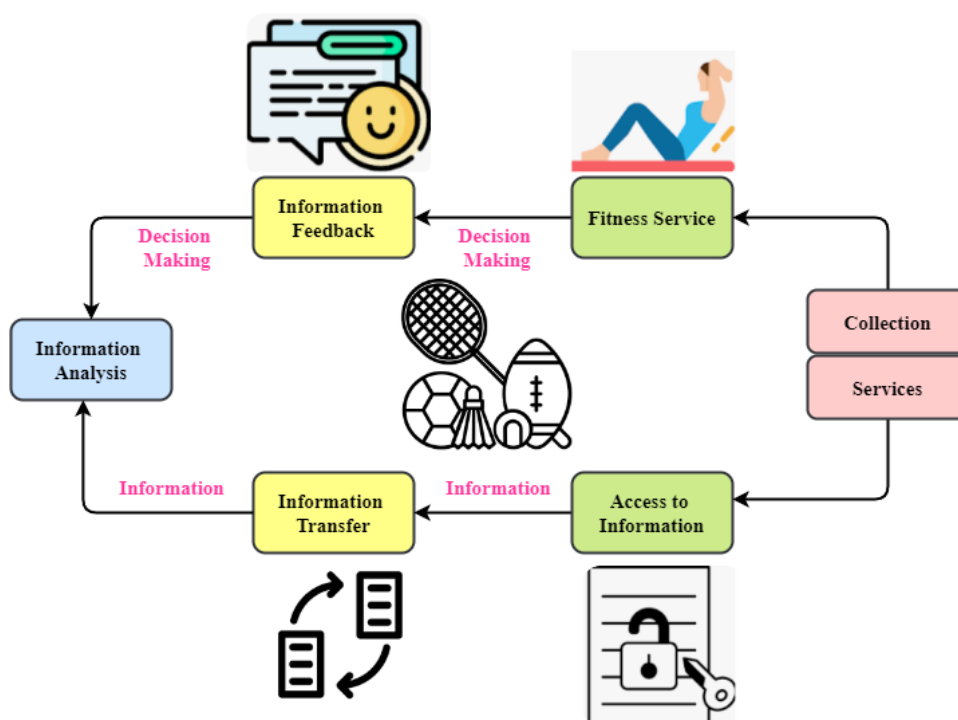 Information
Feedback
Fitness Service
Decision
Making
Decision
Making
Collection
Information
Analysis
Services
Information
Information
Information
Transfer
Access to
Information